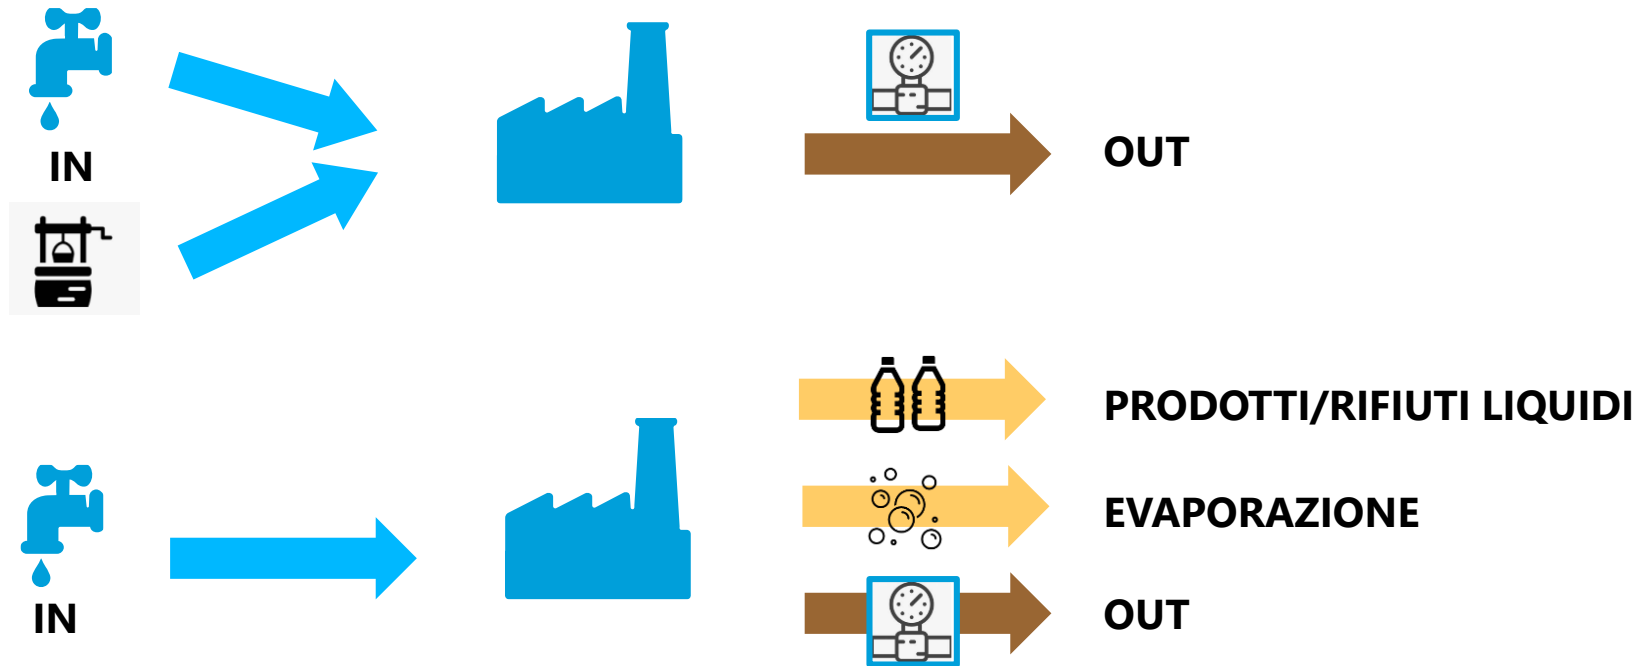 IN
OUT
PRODOTTI/RIFIUTI LIQUIDI
EVAPORAZIONE
IN
OUT